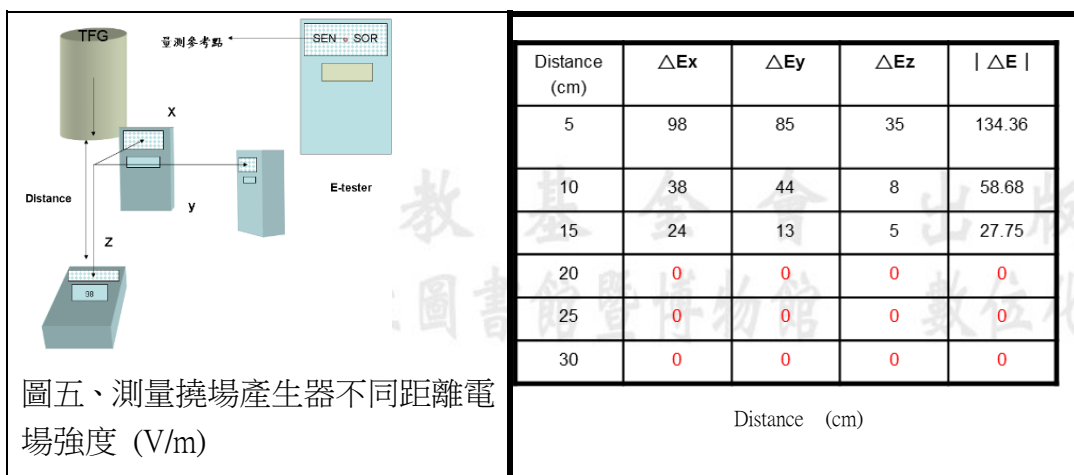 TFG
量測參考點
SEN SOR
X
E-tester
Distance
y
Z
98
圖五、測量撓場產生器不同距離電
場強度 (V/m)
Distance (cm) △Ex △Ey △Ez | △E |
5 98 85 35 134.36
10 38 44 8 58.68
15 24 13 5 27.75
20 0 0 0 0
25 0 0 0 0
30 0 0 0 0
Distance (cm)
教基金會出版
圖書館暨博物館 數位化